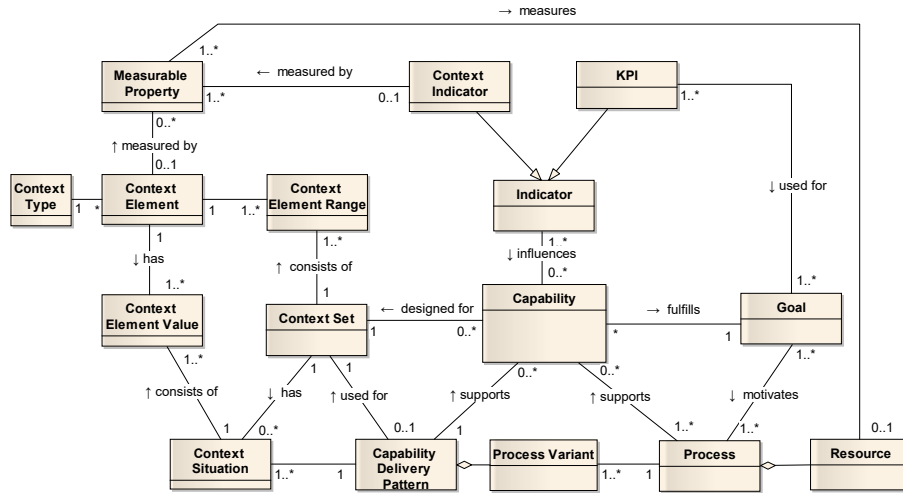 → measures
1..*
Measurable
Property
1..*
← measured by
0..1
Context
Indicator
KPI
1..*
0..*
↑ measured by
0..1
↓ used for
Context
Type
1
*
Context
Element
1
1..*
Context
Element Range
Indicator
1
↓ has
1..*
1..*
↑ consists of
1
1..*
↓ influences
0..*
1..*
Context
Element Value
Context Set
1
← designed for
0..*
Capability
*
→ fulfills
1
Goal
1..*
↑ consists of
1
1
↓ has
0..*
1
↑ used for
0..1
0..*
↑ supports
1
0..*
↑ supports
1..*
1..*
↓ motivates
1..*
0..1
Context
Situation
1..*
1
Capability
Delivery
Pattern
Process Variant
1..*
1
Process
Resource